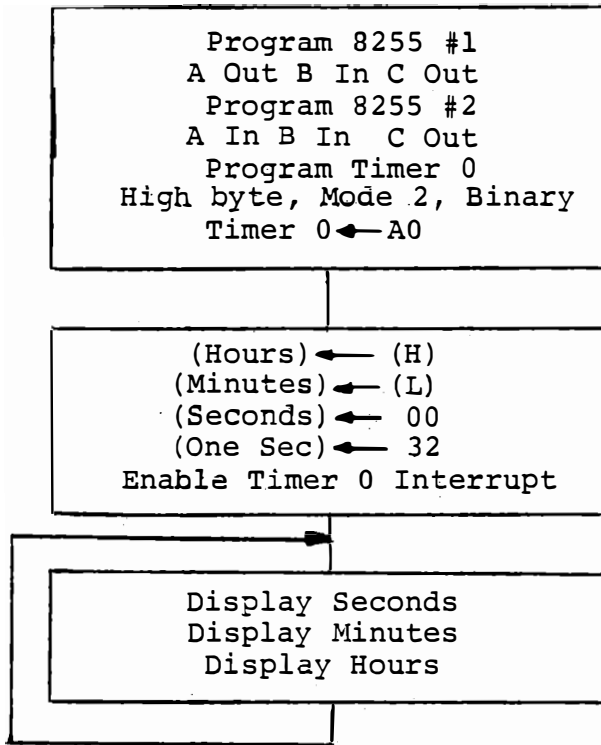 Program 8255 #1
A Out B In C Out
Program 8255 #2
A In B In C Out
Program Timer 0
High byte, Mode 2, Binary
Timer 0 ← A0
(Hours) ← (H)
(Minutes) ← (L)
(Seconds) ← 00
(One Sec) ← 32
Enable Timer 0 Interrupt
Display Seconds
Display Minutes
Display Hours